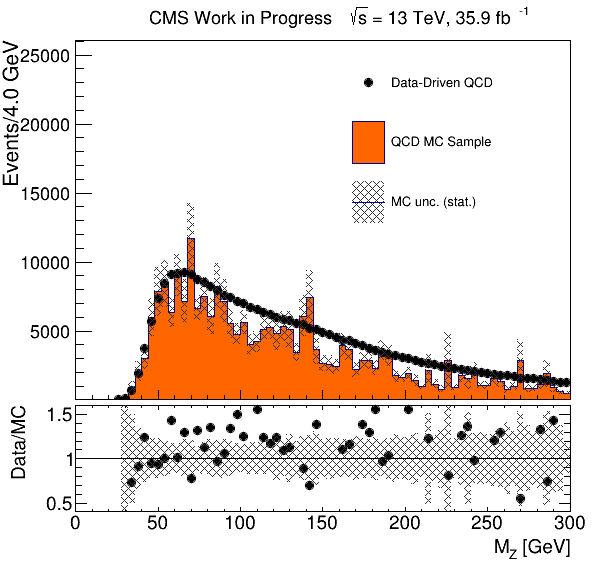 CMS Work in Progress √s = 13 TeV, 35.9 fb⁻¹
Events/4.0 GeV
25000
20000
15000
10000
5000
Data-Driven QCD
QCD MC Sample
MC unc. (stat.)
Data/MC
1.5
1
0.5
0 50 100 150 200 250 300
M_Z [GeV]